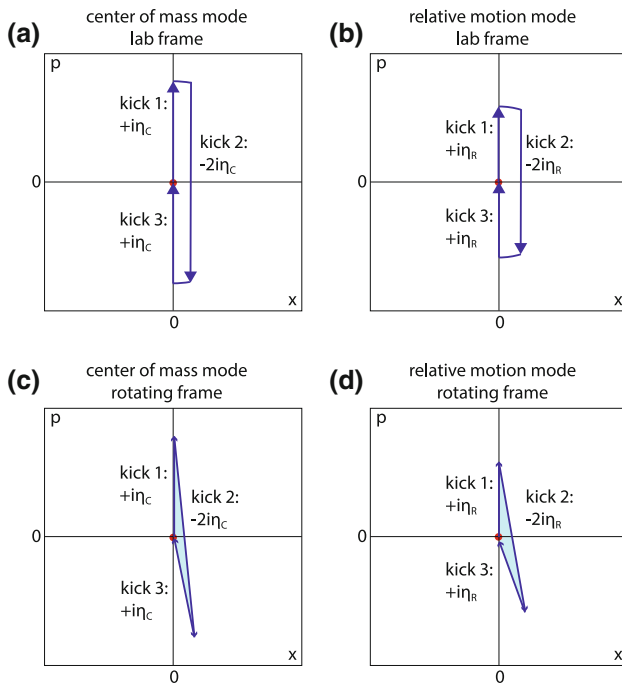 (a)
center of mass mode
lab frame
p
kick 1:
+iηC
kick 2:
-2iηC
0
kick 3:
+iηC
x
0
(b)
relative motion mode
lab frame
p
kick 1:
+iηR
kick 2:
-2iηR
0
kick 3:
+iηR
x
0
(c)
center of mass mode
rotating frame
p
kick 1:
+iηC
kick 2:
-2iηC
0
kick 3:
+iηC
x
0
(d)
relative motion mode
rotating frame
p
kick 1:
+iηR
kick 2:
-2iηR
0
kick 3:
+iηR
x
0